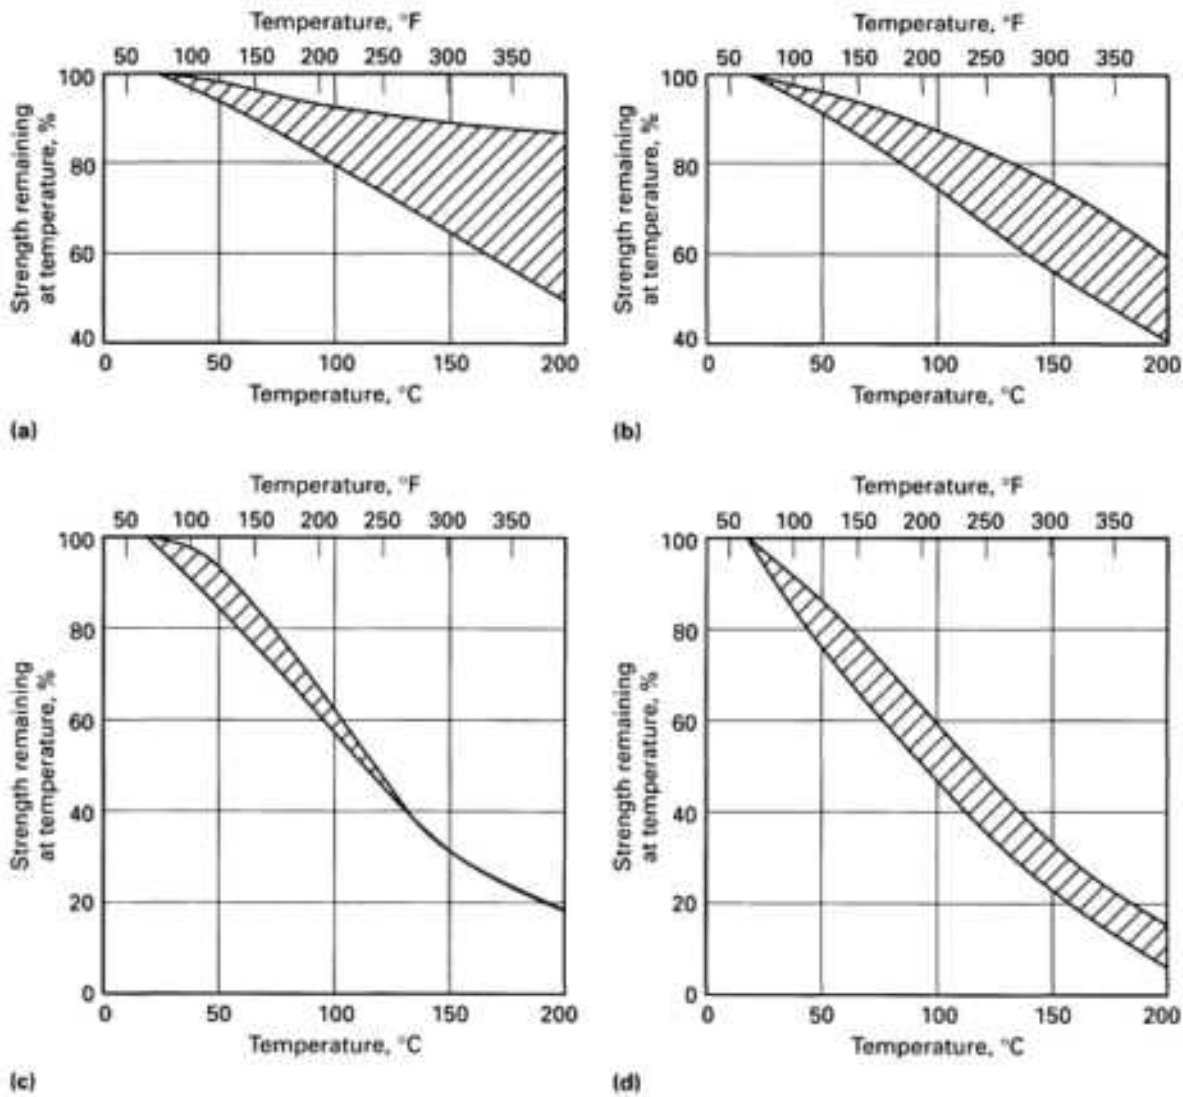 Temperature, °F
50 100 150 200 250 300 350
100
80
60
40
Strength remaining
at temperature, %
0 50 100 150 200
Temperature, °C
(a)
Temperature, °F
50 100 150 210 250 300 350
100
80
60
40
Strength remaining
at temperature, %
0 50 100 150 200
Temperature, °C
(b)
Temperature, °F
50 100 150 200 250 300 350
100
80
60
40
20
0
Strength remaining
at temperature, %
0 50 100 150 200
Temperature, °C
(c)
Temperature, °F
50 100 150 200 250 300 350
100
80
60
40
20
0
Strength remaining
at temperature, %
0 50 100 150 200
Temperature, °C
(d)